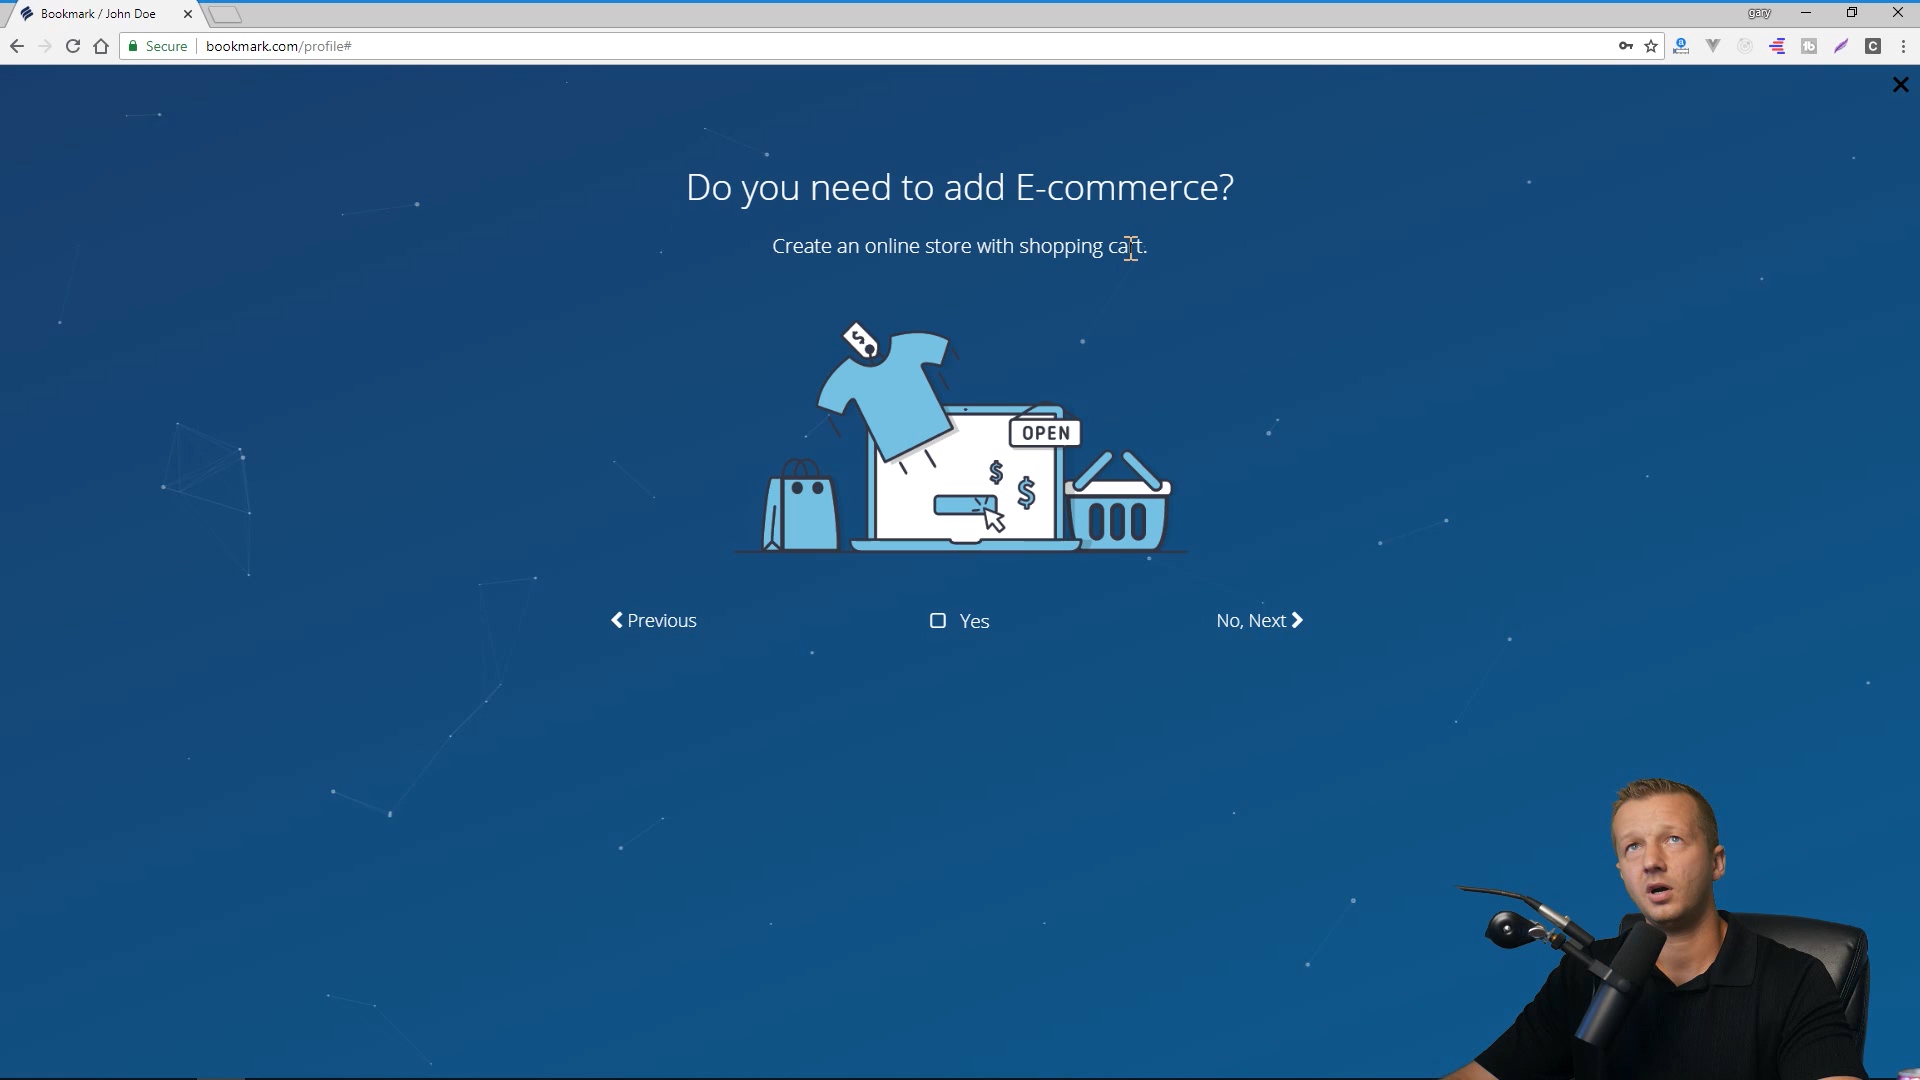 Bookmark / John Doe
gary
Secure
bookmark.com/profile#
Do you need to add E-commerce?
Create an online store with shopping cart.
$
OPEN
$
$
Previous
Yes
No, Next